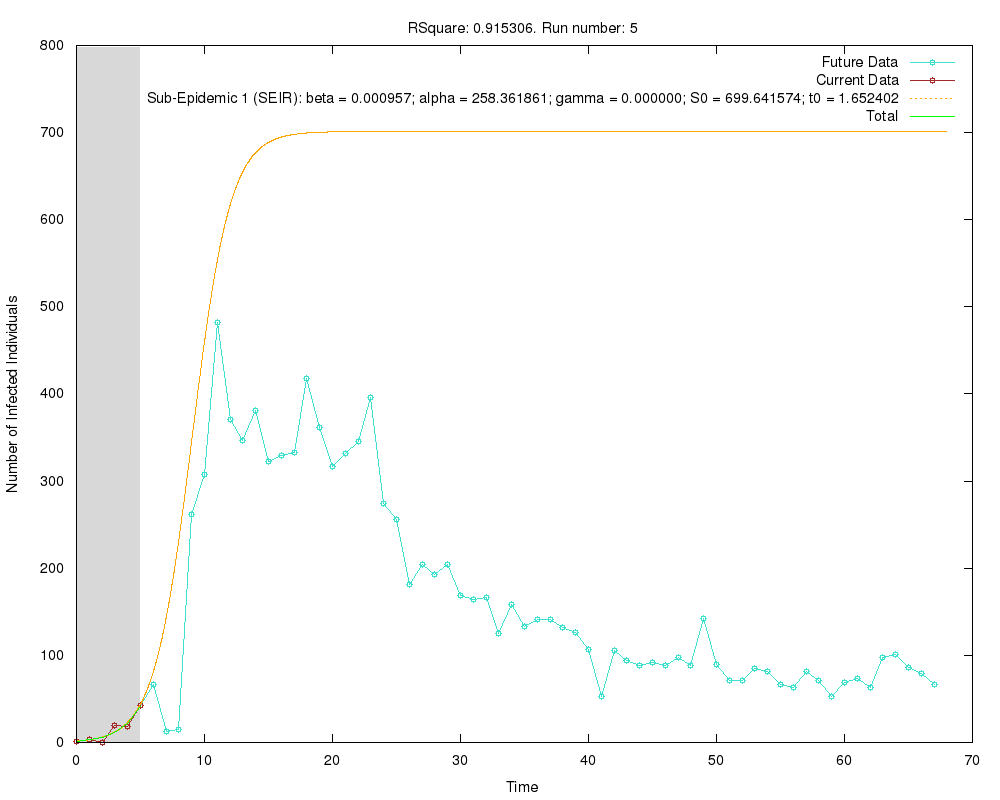 RSquare: 0.915306. Run number: 5
800
700
600
500
400
300
200
100
0
Number of Infected Individuals
Future Data
Current Data
Sub-Epidemic 1 (SEIR): beta = 0.000957; alpha = 258.361861; gamma = 0.000000; S0 = 699.641574; t0 = 1.652402
Total
0 10 20 30 40 50 60 70
Time